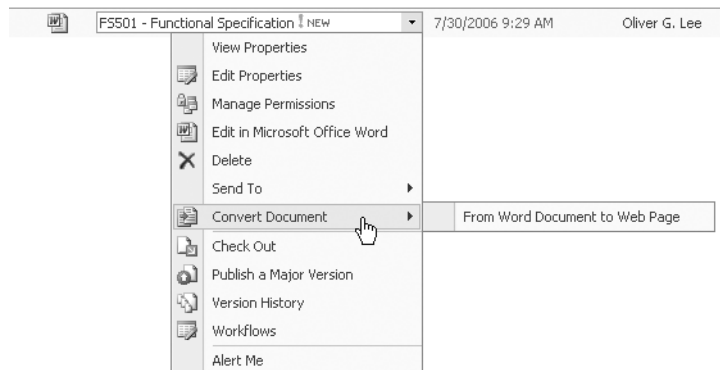 FS501 - Functional Specification ! NEW 7/30/2006 9:29 AM Oliver G. Lee
View Properties
Edit Properties
Manage Permissions
Edit in Microsoft Office Word
Delete
Send To
Convert Document From Word Document to Web Page
Check Out
Publish a Major Version
Version History
Workflows
Alert Me